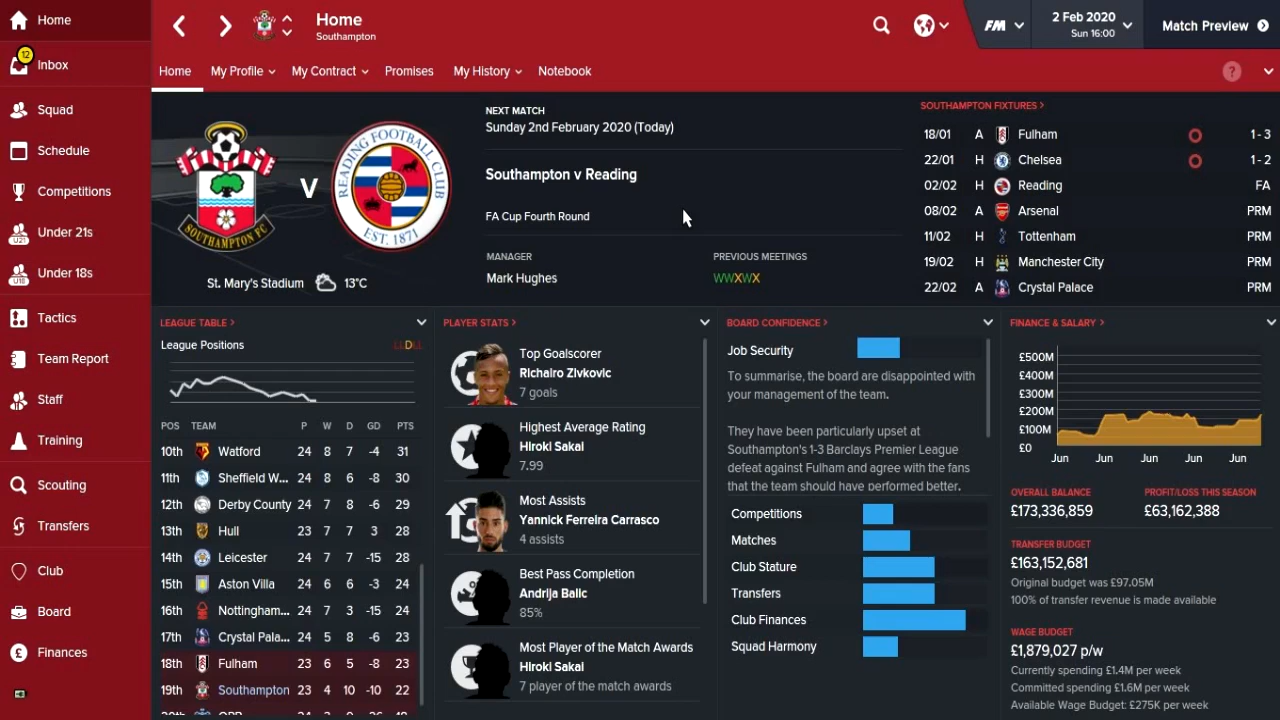 Home
Inbox
12
Squad
Schedule
Competitions
Under 21s
Under 18s
Tactics
Team Report
Staff
Training
Scouting
Transfers
Club
Board
Finances
Home
Southampton
FM
2 Feb 2020
Sun 16:00
Match Preview
Home
My Profile
My Contract
Promises
My History
Notebook
?
SOUTHAMPTON FC
V
READING FOOTBALL CLUB
EST. 1871
St. Mary's Stadium
13°C
NEXT MATCH
Sunday 2nd February 2020 (Today)
Southampton v Reading
FA Cup Fourth Round
MANAGER
Mark Hughes
PREVIOUS MEETINGS
WWXWX
SOUTHAMPTON FIXTURES >
18/01 A Fulham 1-3
22/01 H Chelsea 1-2
02/02 H Reading FA
08/02 A Arsenal PRM
11/02 H Tottenham PRM
19/02 H Manchester City PRM
22/02 A Crystal Palace PRM
LEAGUE TABLE >
League Positions
LLDLL
POS TEAM P W D GD PTS
10th Watford 24 8 7 -4 31
11th Sheffield W... 24 8 6 -8 30
12th Derby County 24 7 8 -6 29
13th Hull 23 7 7 3 28
14th Leicester 24 7 7 -15 28
15th Aston Villa 24 6 6 -3 24
16th Nottingham... 24 7 3 -15 24
17th Crystal Pala... 24 5 8 -6 23
18th Fulham 23 6 5 -8 23
19th Southampton 23 4 10 -10 22
PLAYER STATS >
Top Goalscorer
Richairo Zivkovic
7 goals
Highest Average Rating
Hiroki Sakai
7.99
Most Assists
Yannick Ferreira Carrasco
4 assists
Best Pass Completion
Andrija Balic
85%
Most Player of the Match Awards
Hiroki Sakai
7 player of the match awards
BOARD CONFIDENCE >
Job Security
To summarise, the board are disappointed with
your management of the team.
They have been particularly upset at
Southampton's 1-3 Barclays Premier League
defeat against Fulham and agree with the fans
that the team should have performed better.
Competitions
Matches
Club Stature
Transfers
Club Finances
Squad Harmony
FINANCE & SALARY >
£500M
£400M
£300M
£200M
£100M
£0
Jun Jun Jun Jun Jun
OVERALL BALANCE
£173,336,859
PROFIT/LOSS THIS SEASON
£63,162,388
TRANSFER BUDGET
£163,152,681
Original budget was £97.05M
100% of transfer revenue is made available
WAGE BUDGET
£1,879,027 p/w
Currently spending £1.4M per week
Committed spending £1.6M per week
Available Wage Budget: £275K per week